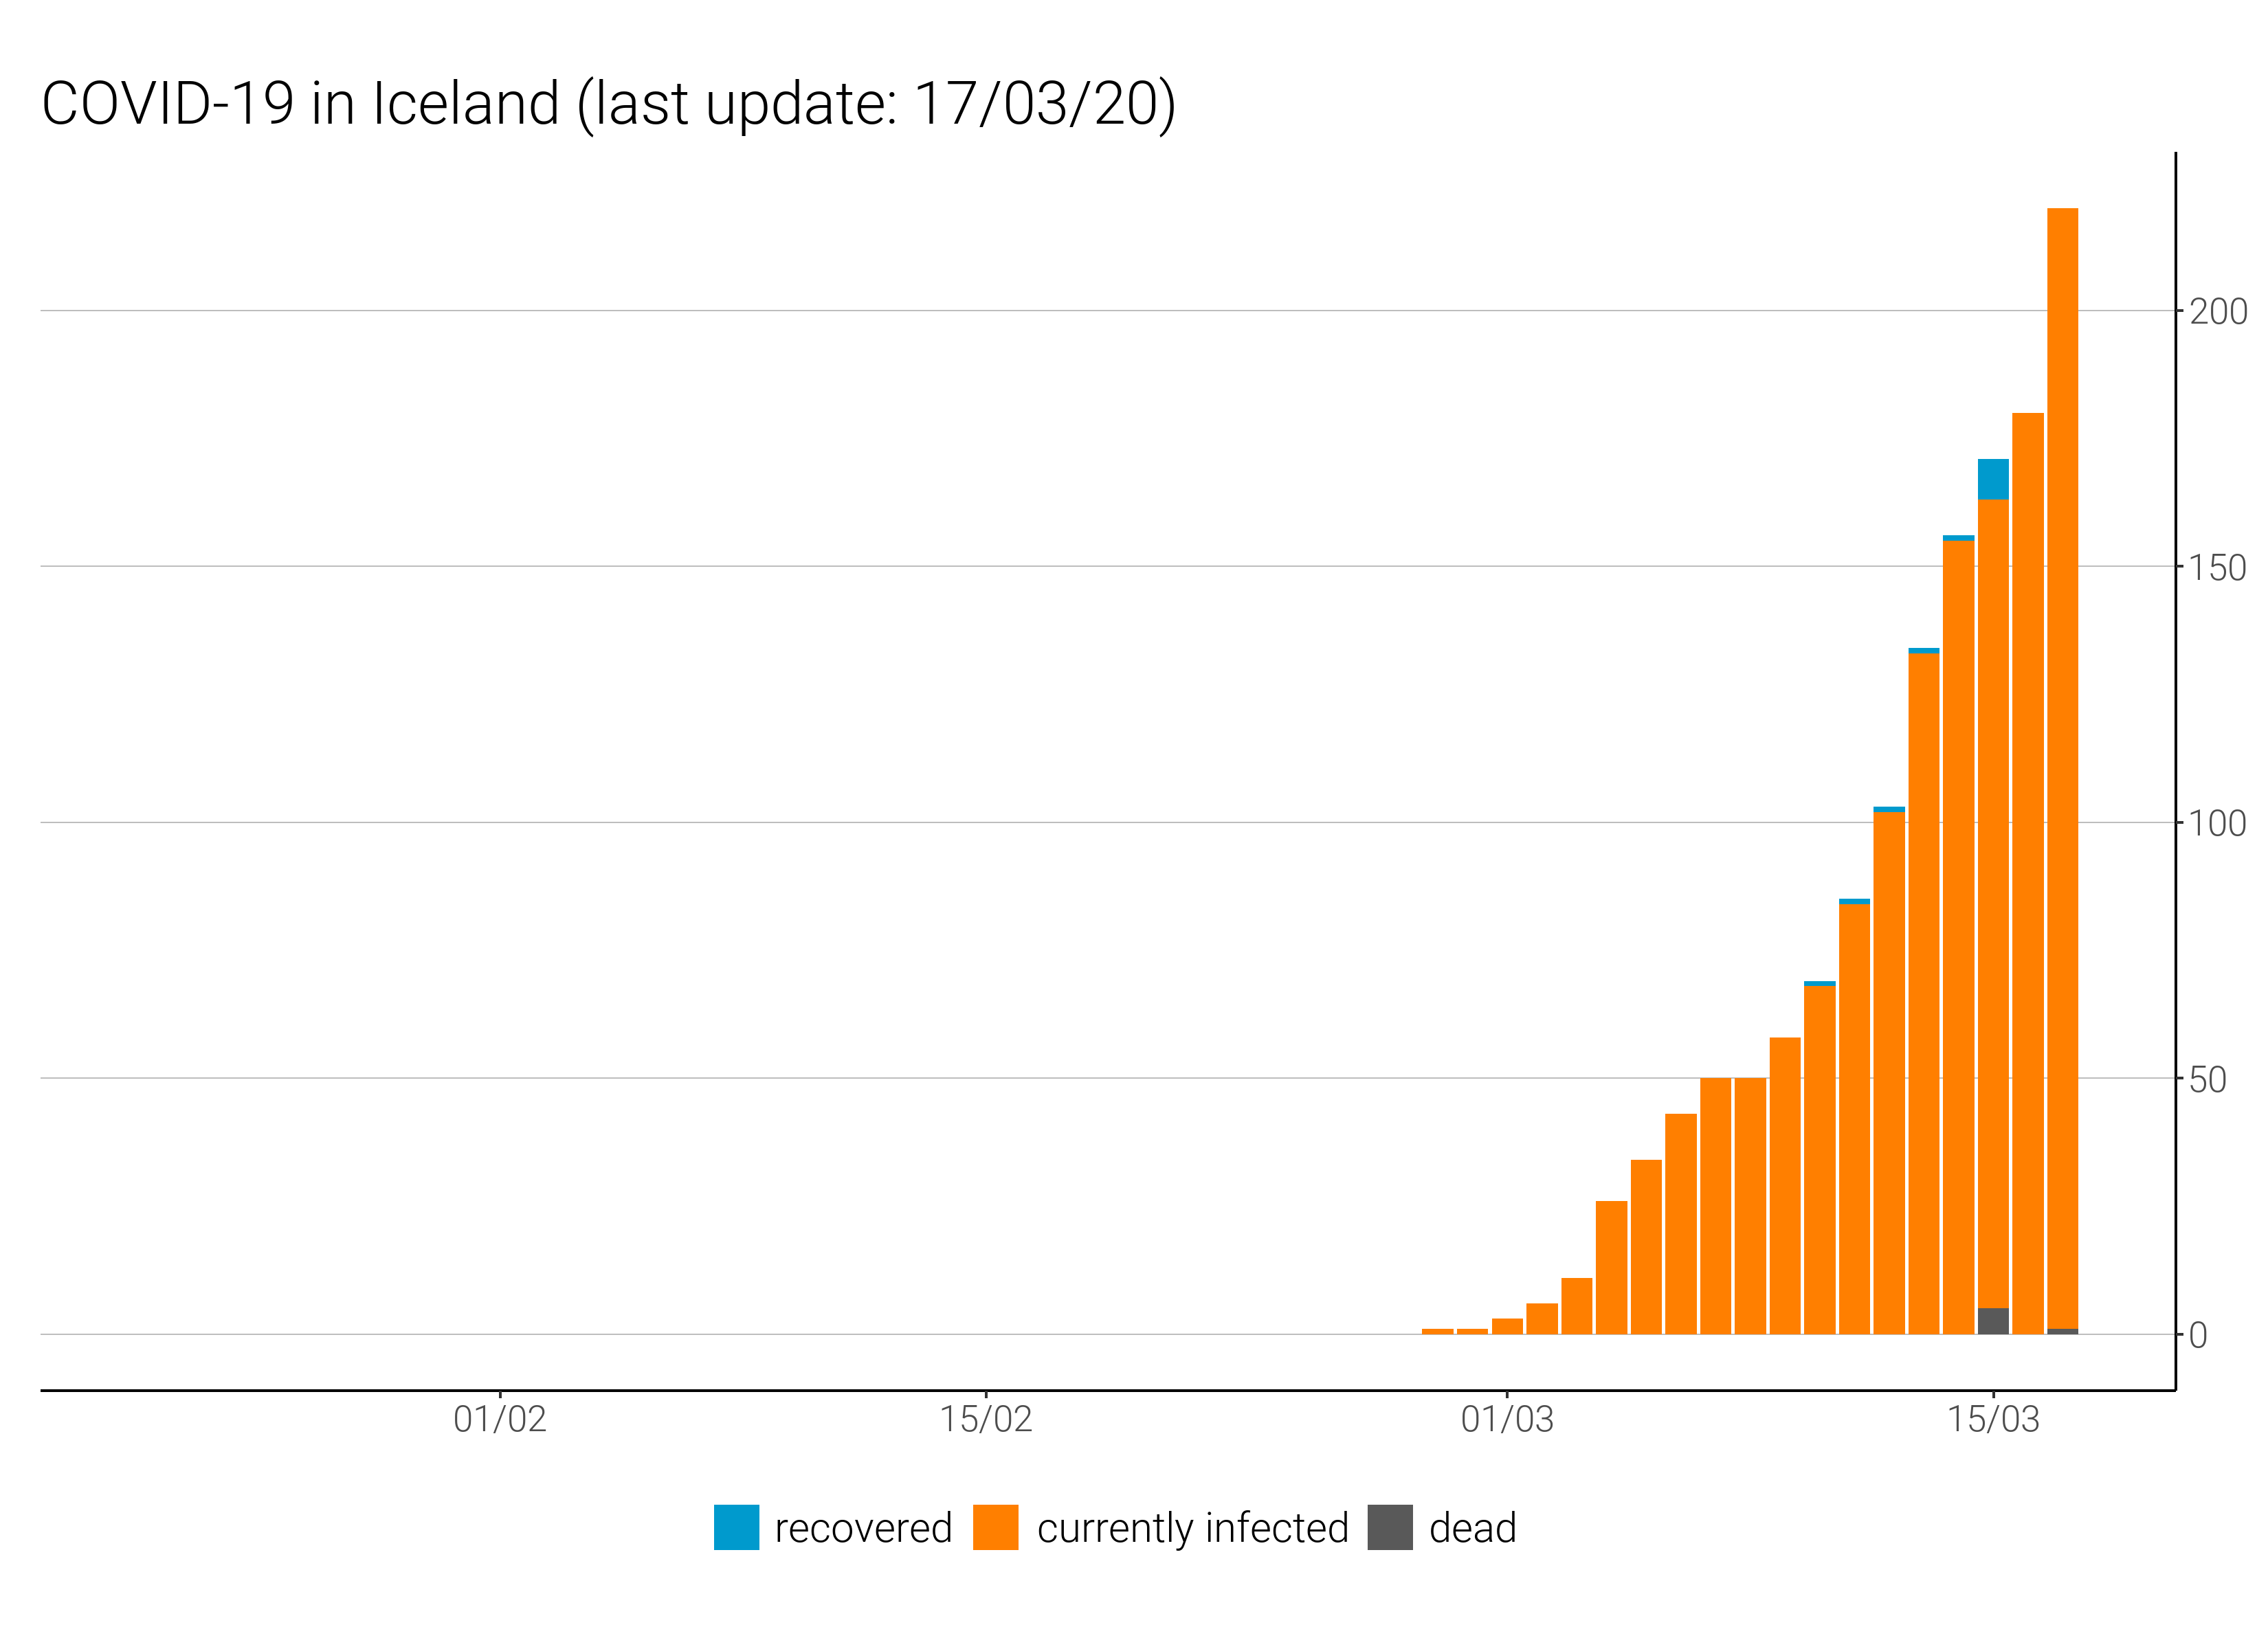 COVID-19 in Iceland (last update: 17/03/20)
200
150
100
50
0
01/02 15/02 01/03 15/03
recovered currently infected dead